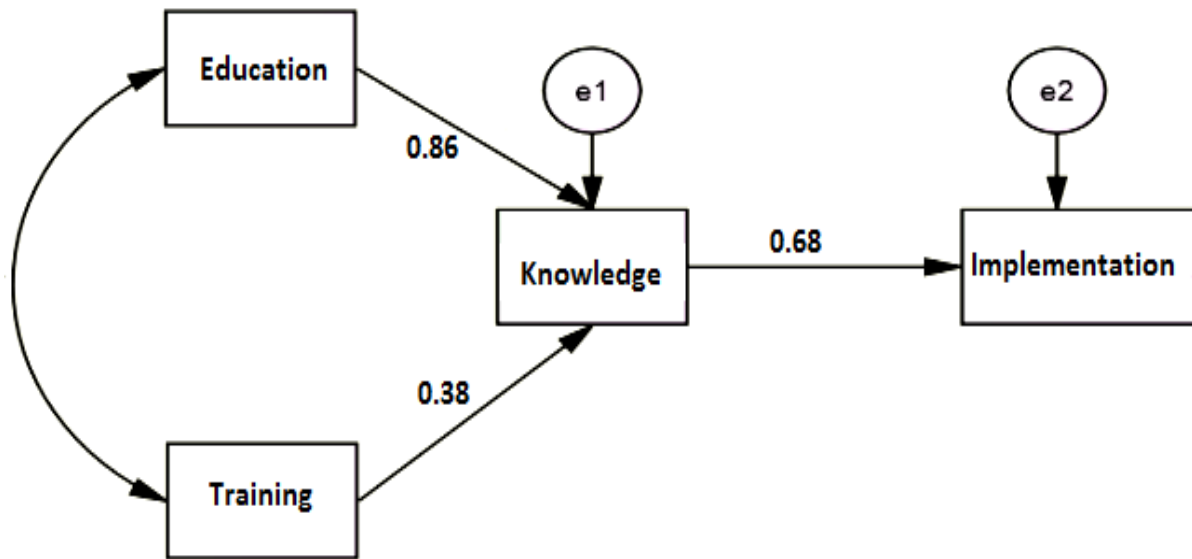 Education
e1
e2
0.86
0.68
Knowledge
Implementation
0.38
Training